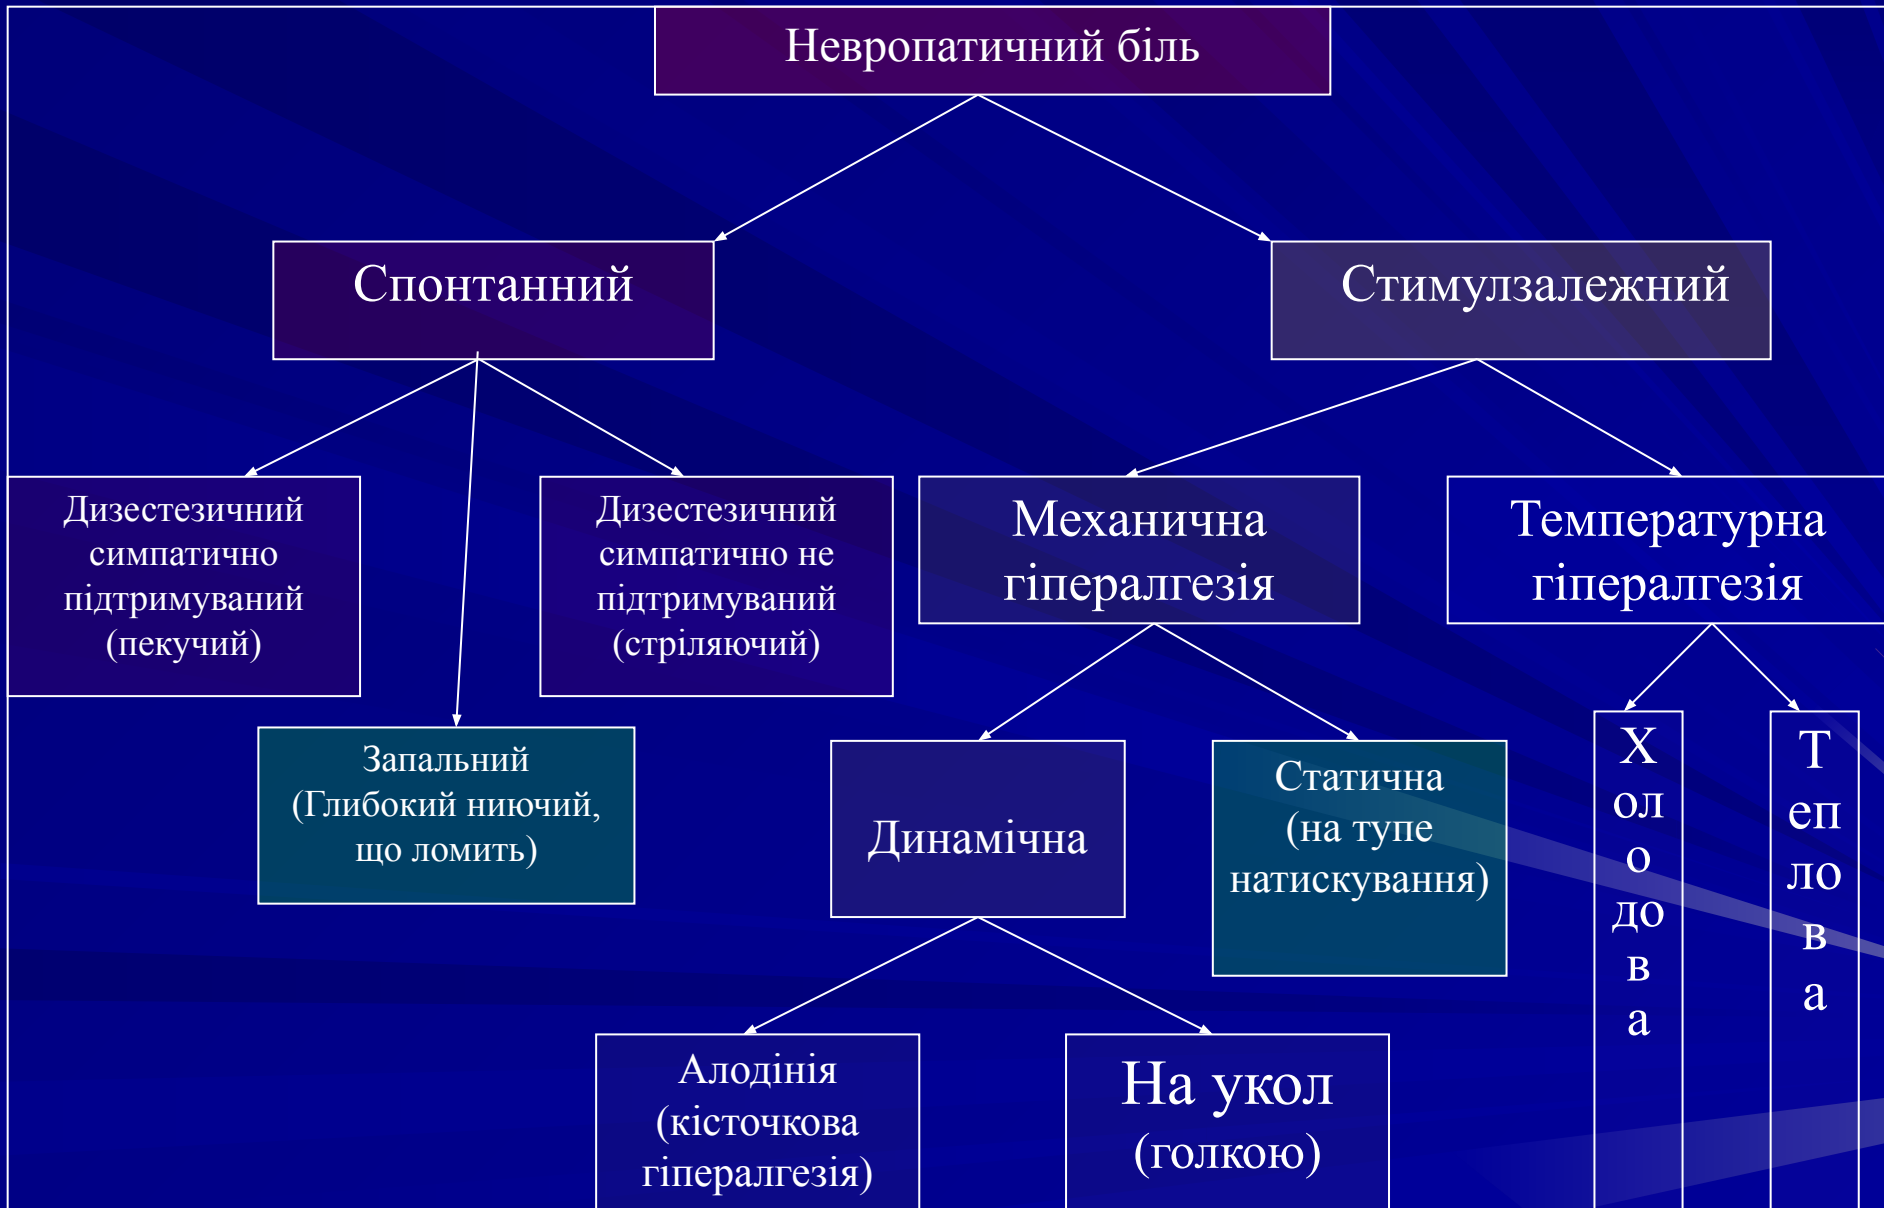 Невропатичний біль
Спонтанний
Стимулзалежний
Дизестезичний
симпатично
підтримуваний
(пекучий)
Дизестезичний
симпатично не
підтримуваний
(стріляючий)
Механична
гіпералгезія
Температурна
гіпералгезія
Запальний
(Глибокий ниючий,
що ломить)
Динамічна
Статична
(на тупе
натискування)
Х
ол
о
до
в
а
Т
еп
ло
в
а
Алодінія
(кісточкова
гіпералгезія)
На укол
(голкою)